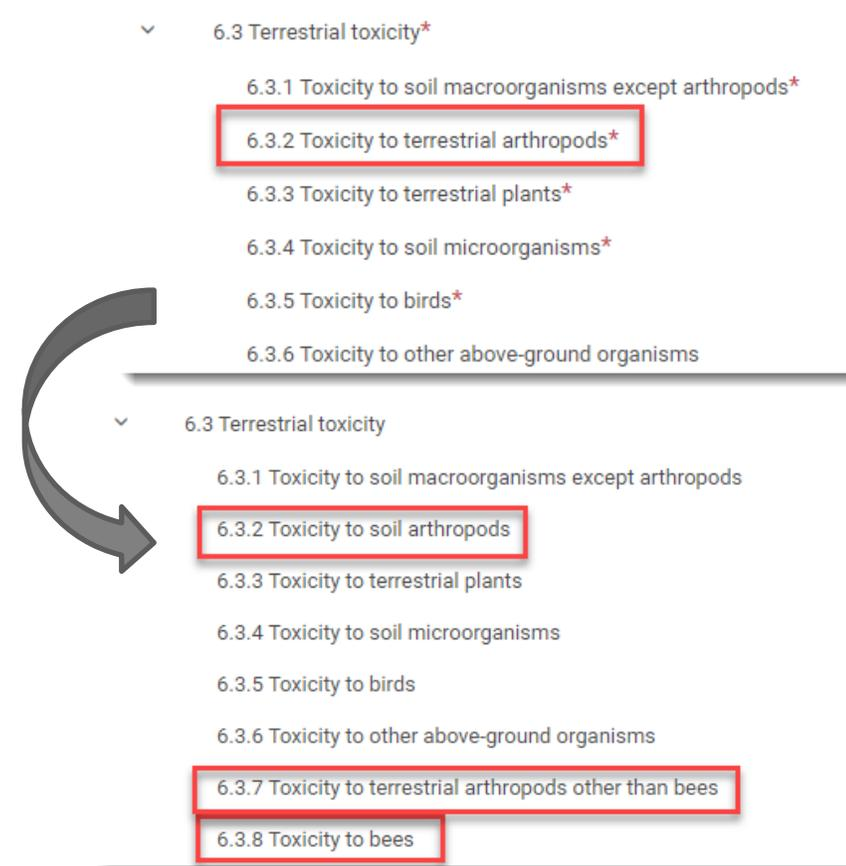 6.3 Terrestrial toxicity*
6.3.1 Toxicity to soil macroorganisms except arthropods*
6.3.2 Toxicity to terrestrial arthropods*
6.3.3 Toxicity to terrestrial plants*
6.3.4 Toxicity to soil microorganisms*
6.3.5 Toxicity to birds*
6.3.6 Toxicity to other above-ground organisms
6.3 Terrestrial toxicity
6.3.1 Toxicity to soil macroorganisms except arthropods
6.3.2 Toxicity to soil arthropods
6.3.3 Toxicity to terrestrial plants
6.3.4 Toxicity to soil microorganisms
6.3.5 Toxicity to birds
6.3.6 Toxicity to other above-ground organisms
6.3.7 Toxicity to terrestrial arthropods other than bees
6.3.8 Toxicity to bees